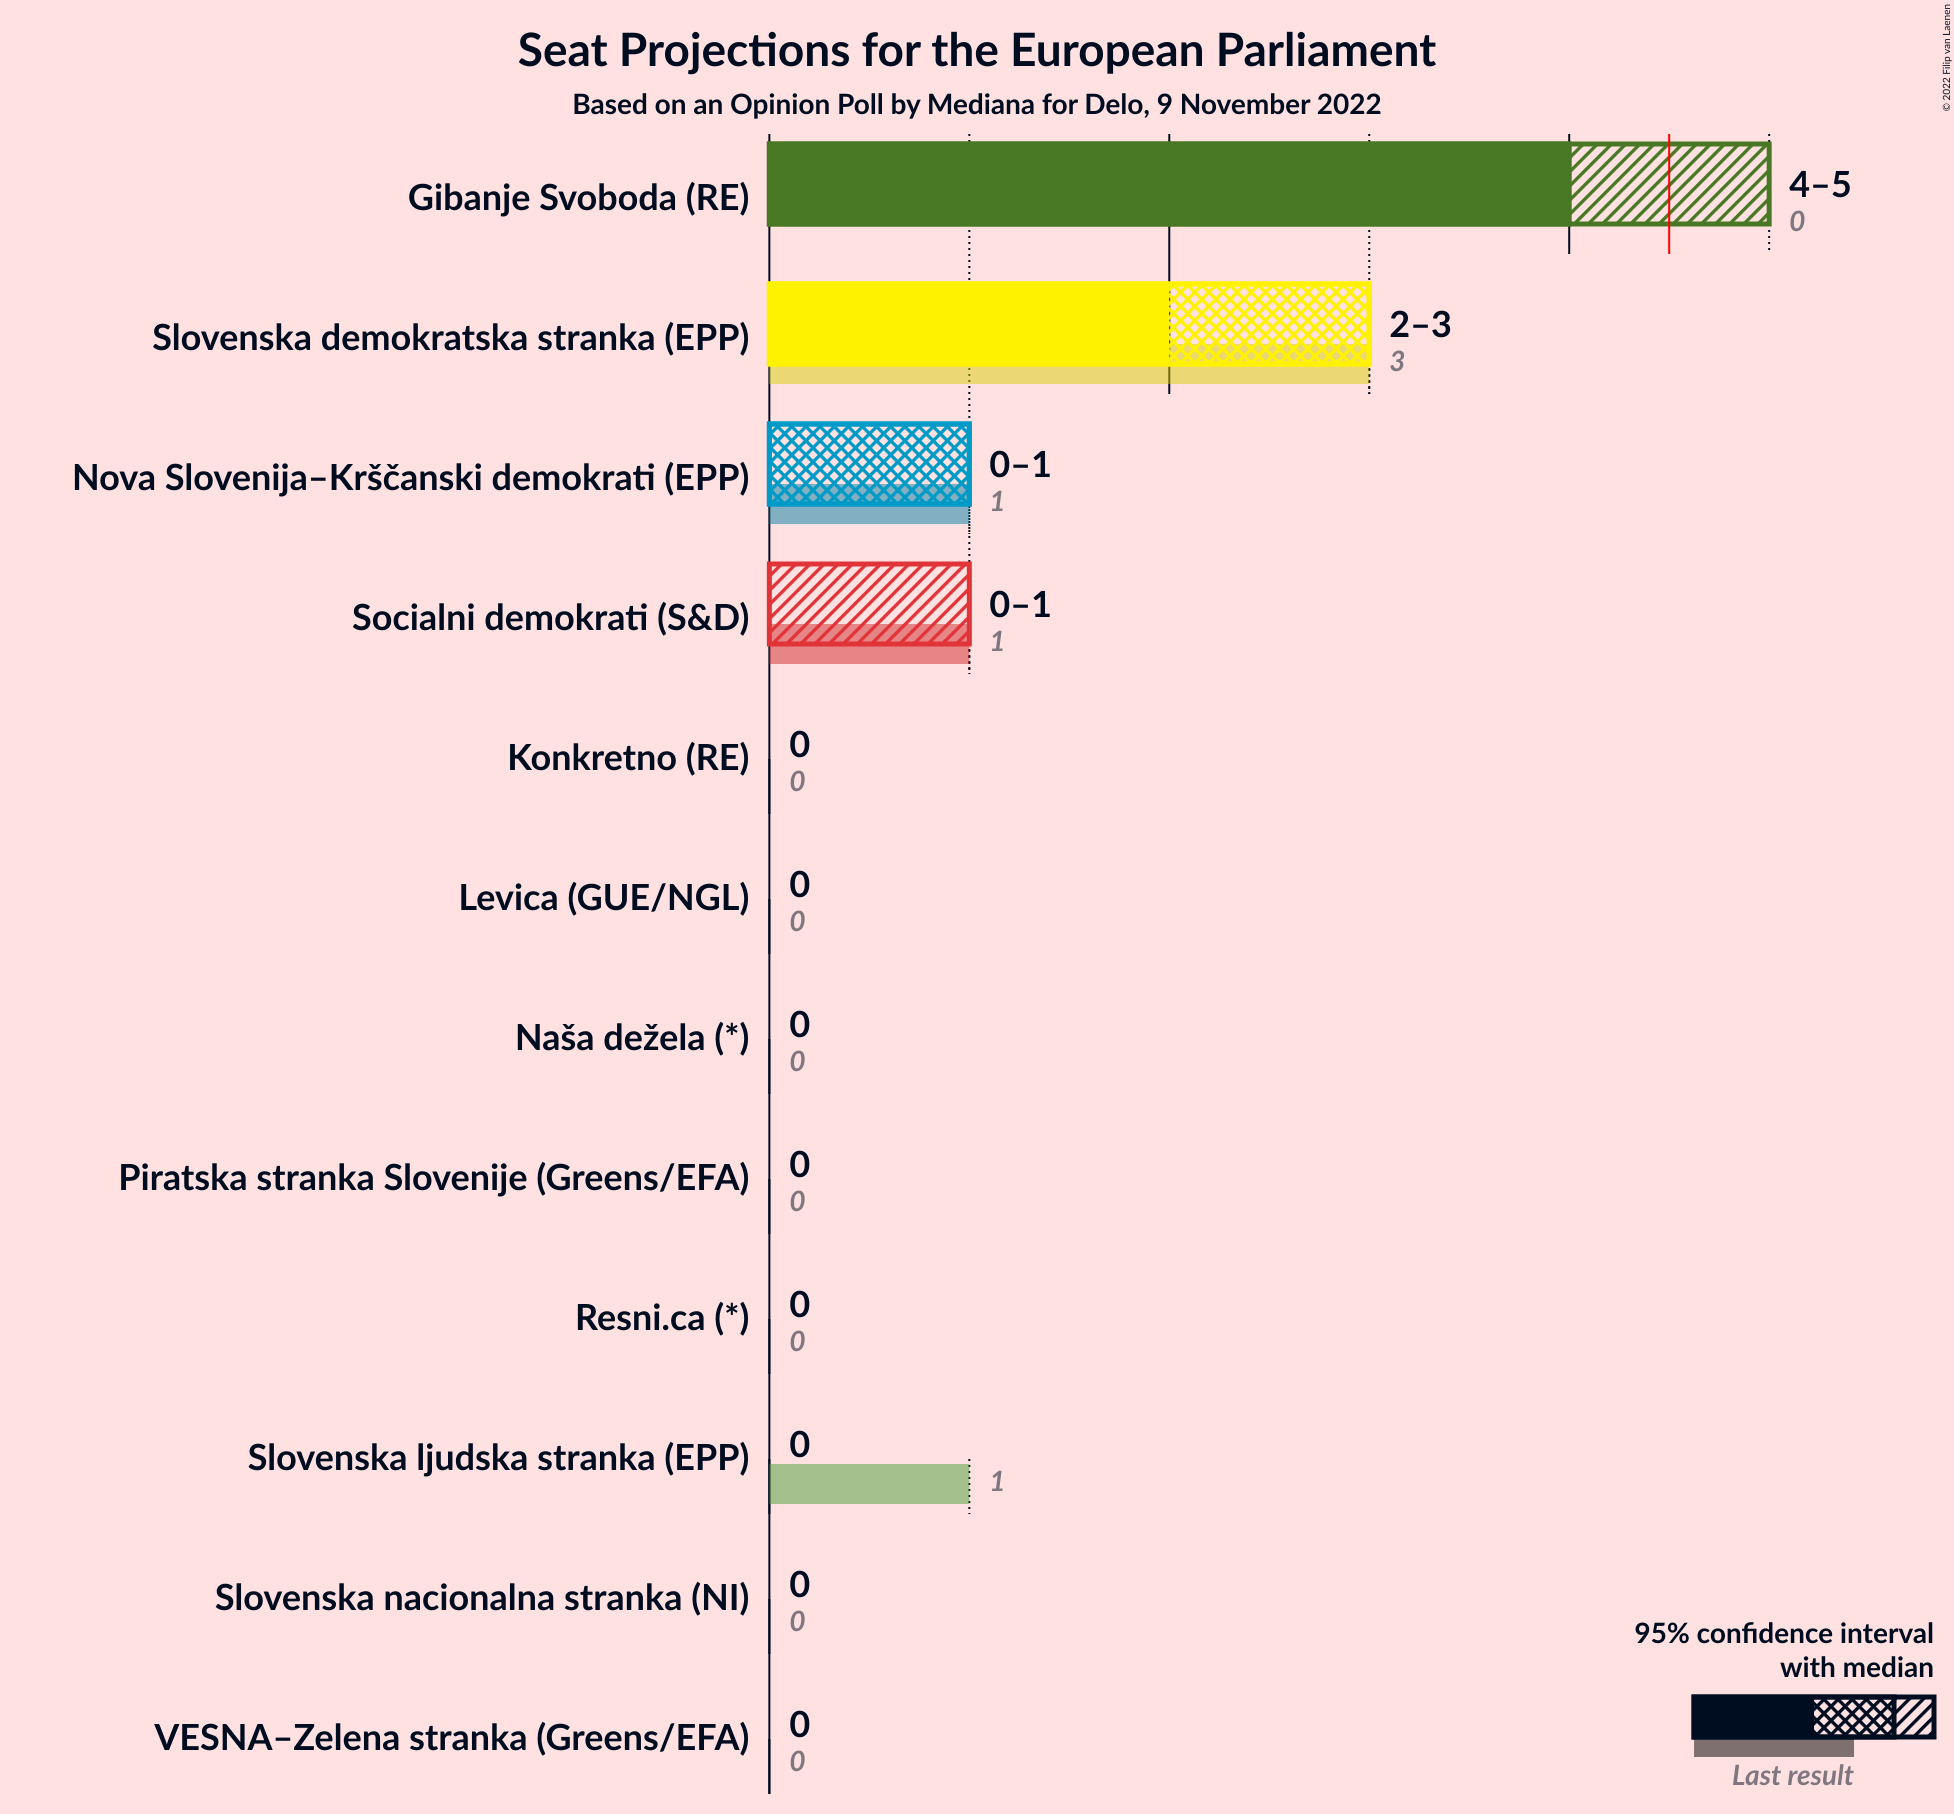 Seat Projections for the European Parliament
Based on an Opinion Poll by Mediana for Delo, 9 November 2022
© 2022 Filip van Laenen
Gibanje Svoboda (RE)
4–5
0
Slovenska demokratska stranka (EPP)
2–3
3
Nova Slovenija–Krščanski demokrati (EPP)
0–1
1
Socialni demokrati (S&D)
0–1
1
Konkretno (RE)
0
0
Levica (GUE/NGL)
0
0
Naša dežela (*)
0
0
Piratska stranka Slovenije (Greens/EFA)
0
0
Resni.ca (*)
0
0
Slovenska ljudska stranka (EPP)
0
1
Slovenska nacionalna stranka (NI)
0
0
VESNA–Zelena stranka (Greens/EFA)
0
0
95% confidence interval
with median
Last result